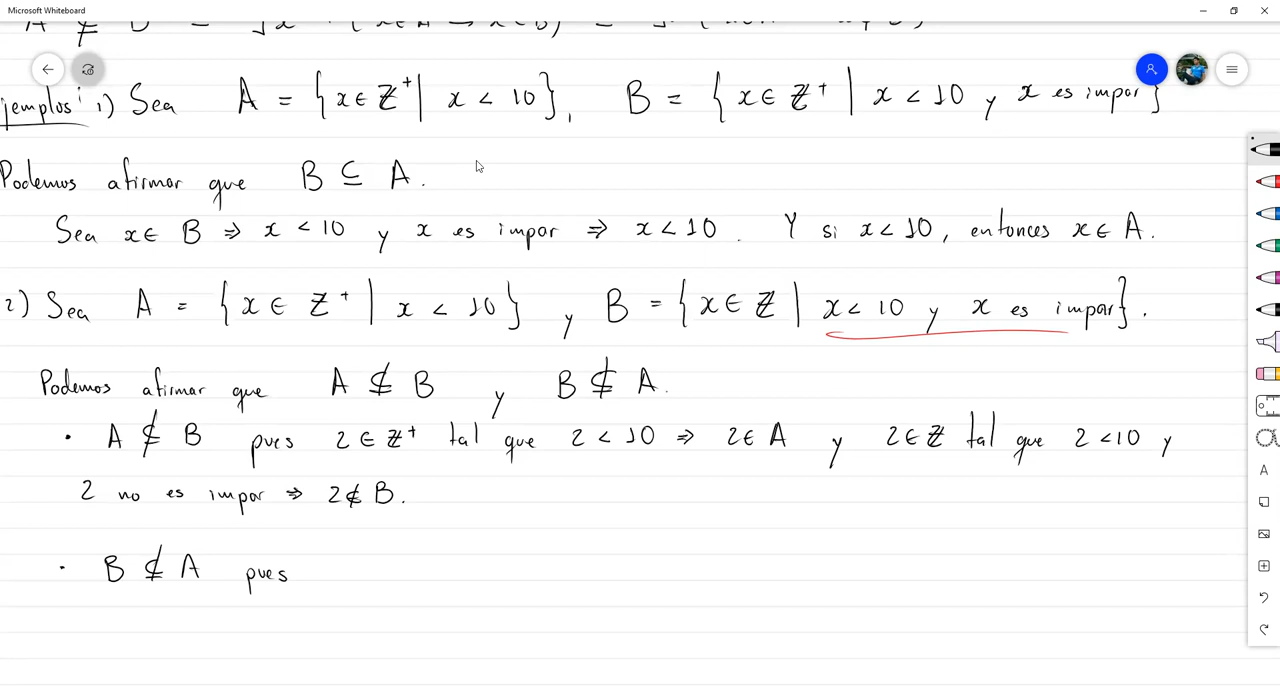 Microsoft Whiteboard
jemplos: 1) Sea A = {x ∈ ℤ⁺ | x < 10}, B = {x ∈ ℤ⁺ | x < 10 y x es impar}
Podemos afirmar que B ⊆ A.
Sea x ∈ B ⇒ x < 10 y x es impar ⇒ x < 10. Y si x < 10, entonces x ∈ A.
2) Sea A = {x ∈ ℤ⁺ | x < 10} y B = {x ∈ ℤ | x < 10 y x es impar}.
Podemos afirmar que A ⊈ B y B ⊈ A.
• A ⊈ B pues 2 ∈ ℤ⁺ tal que 2 < 10 ⇒ 2 ∈ A y 2 ∈ ℤ tal que 2 < 10 y
2 no es impar ⇒ 2 ∉ B.
• B ⊈ A pues
A